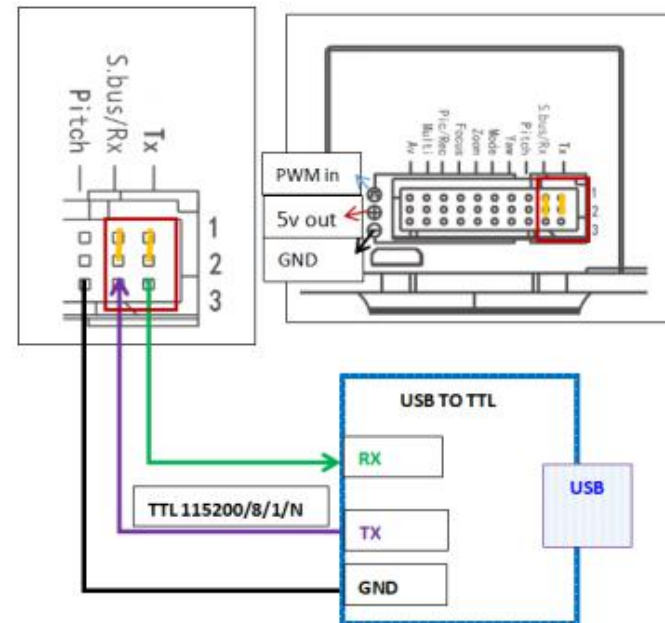 Pitch
S.bus/Rx
Tx
1
2
3
Av
Multi
Pic/Rec
Focus
Zoom
Mode
Yaw
Pitch
S.bus/Rx
Tx
PWM in
5v out
GND
1
2
3
USB TO TTL
RX
USB
TTL 115200/8/1/N
TX
GND